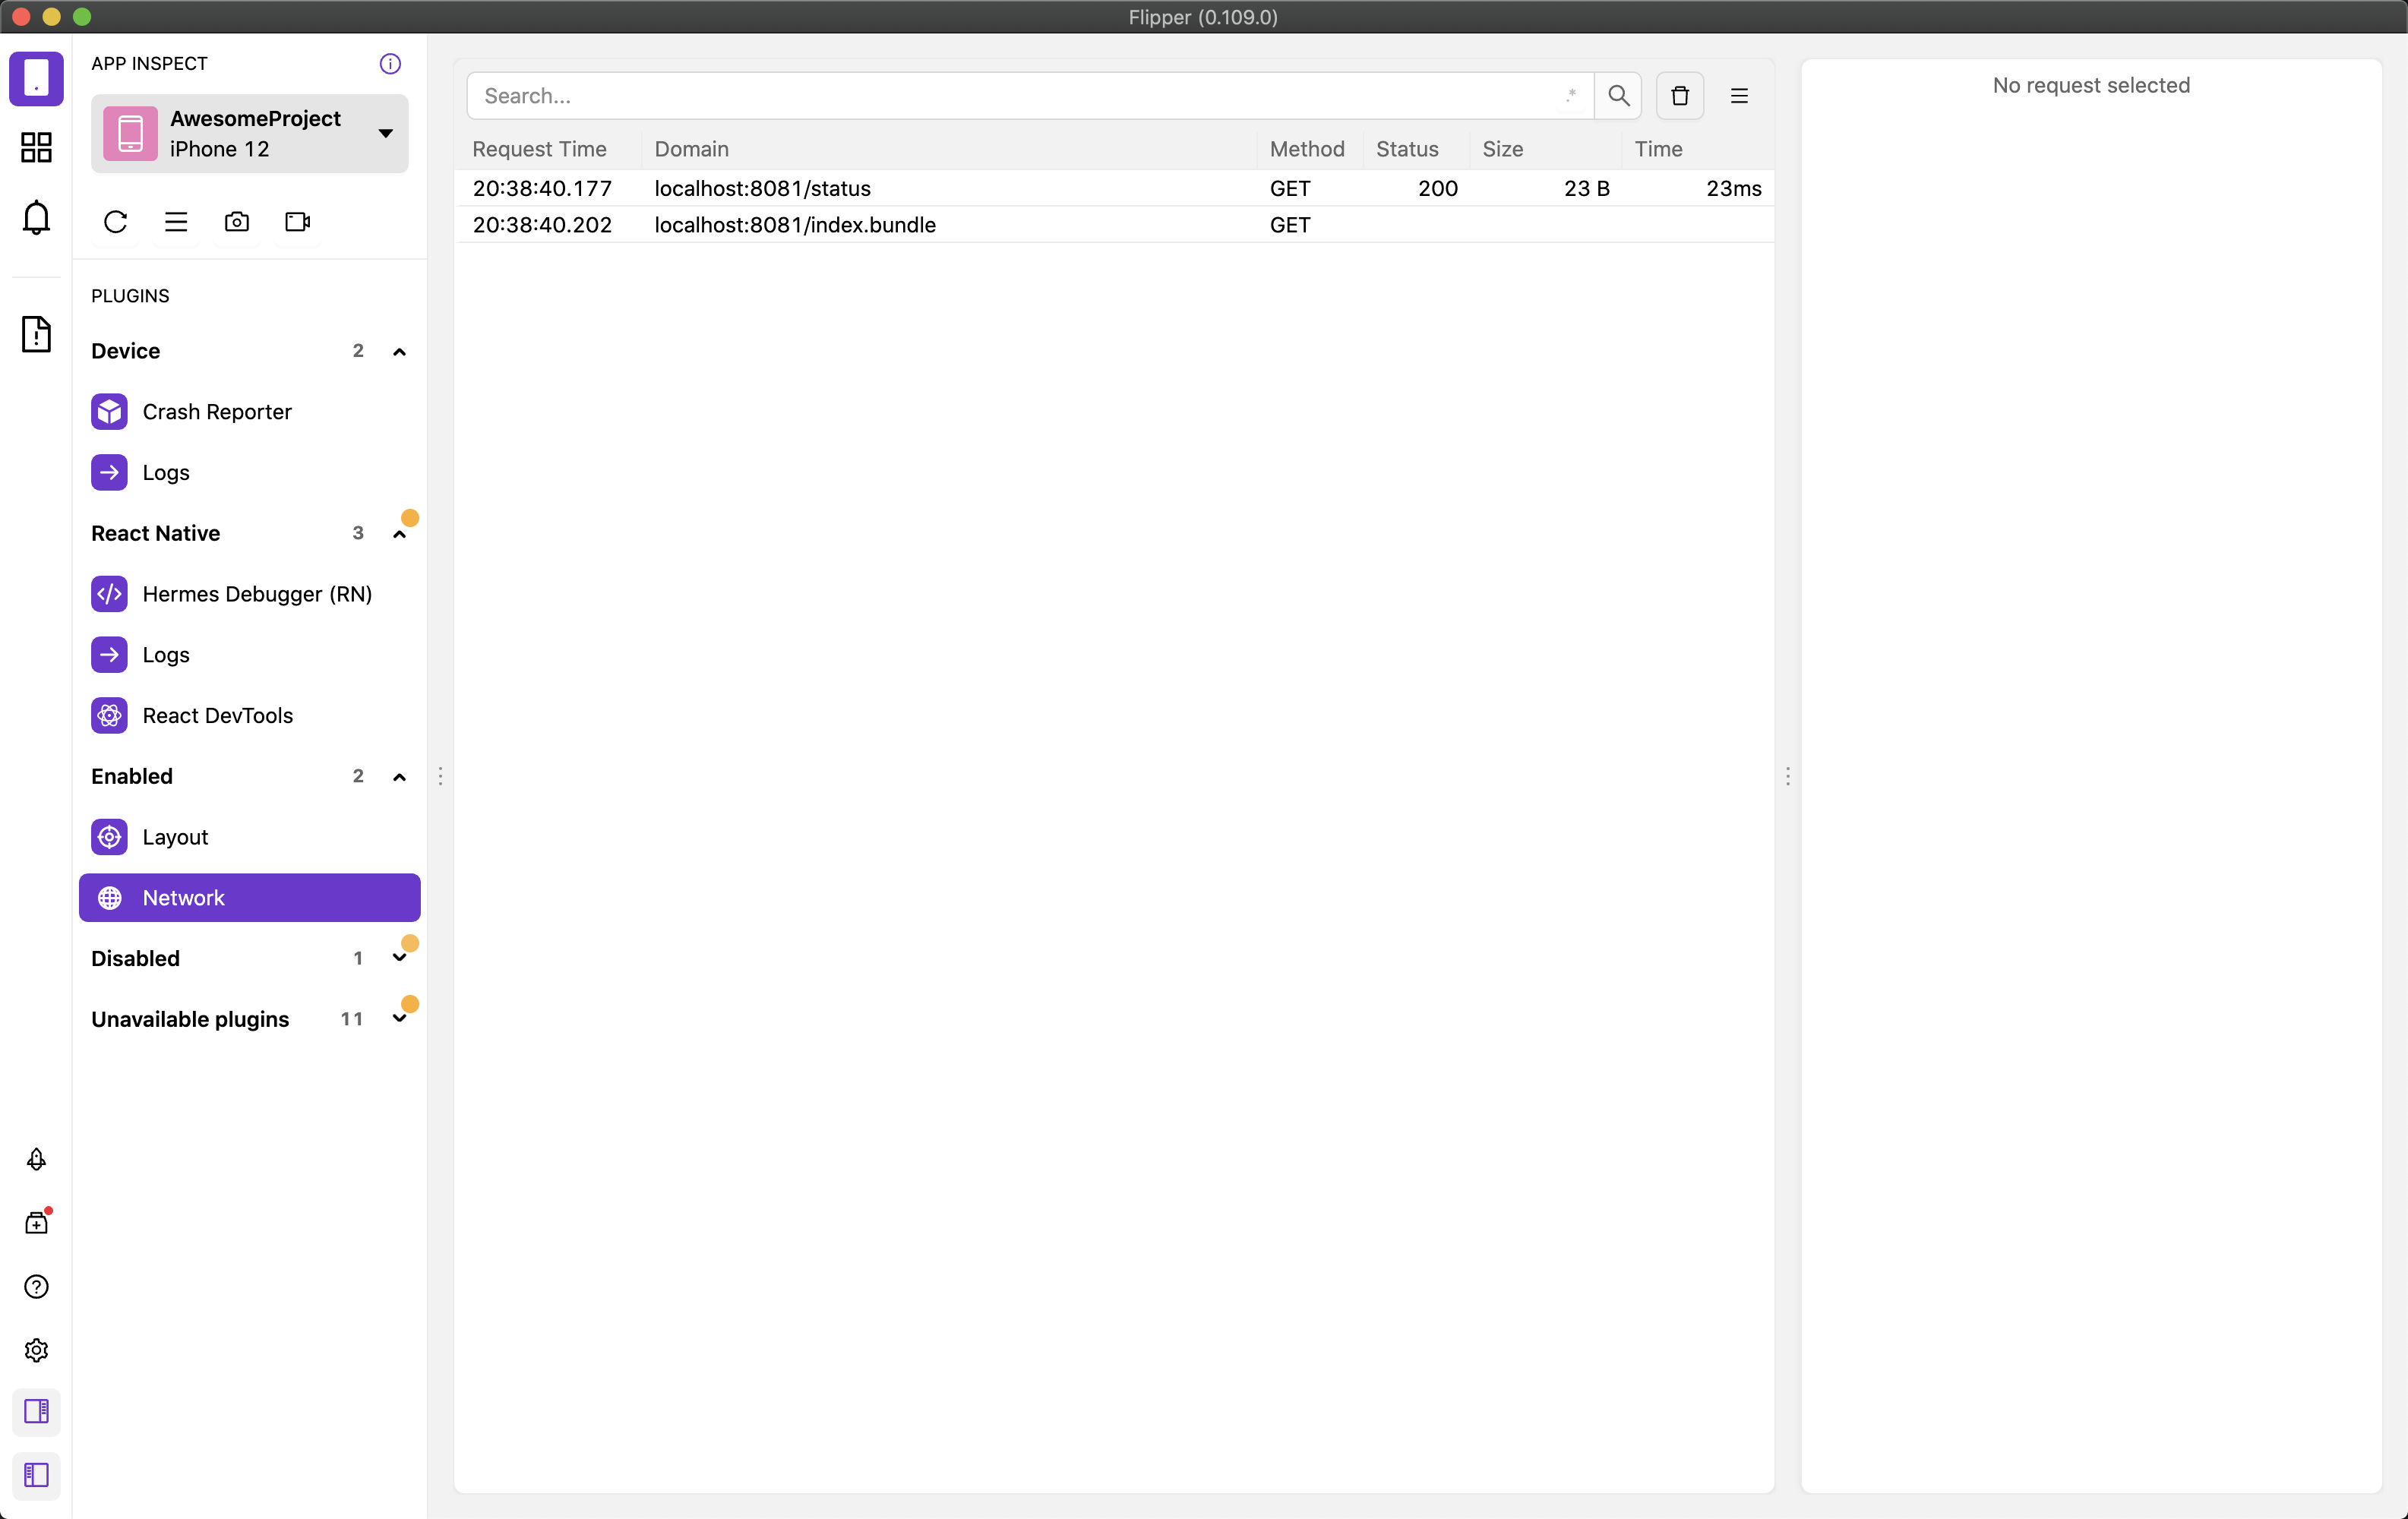 Flipper (0.109.0)
APP INSPECT
AwesomeProject
iPhone 12
PLUGINS
Device 2
Crash Reporter
Logs
React Native 3
Hermes Debugger (RN)
Logs
React DevTools
Enabled 2
Layout
Network
Disabled 1
Unavailable plugins 11
Search... .*
Request Time Domain Method Status Size Time
20:38:40.177 localhost:8081/status GET 200 23 B 23ms
20:38:40.202 localhost:8081/index.bundle GET
No request selected